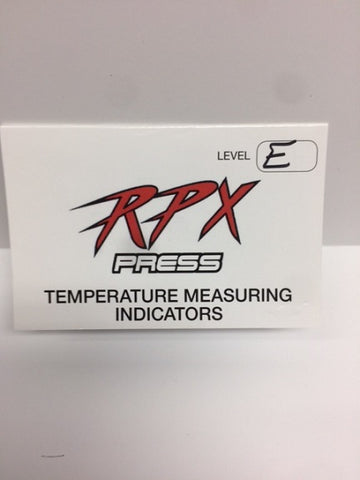 LEVEL E
RPX
PRESS
TEMPERATURE MEASURING
INDICATORS